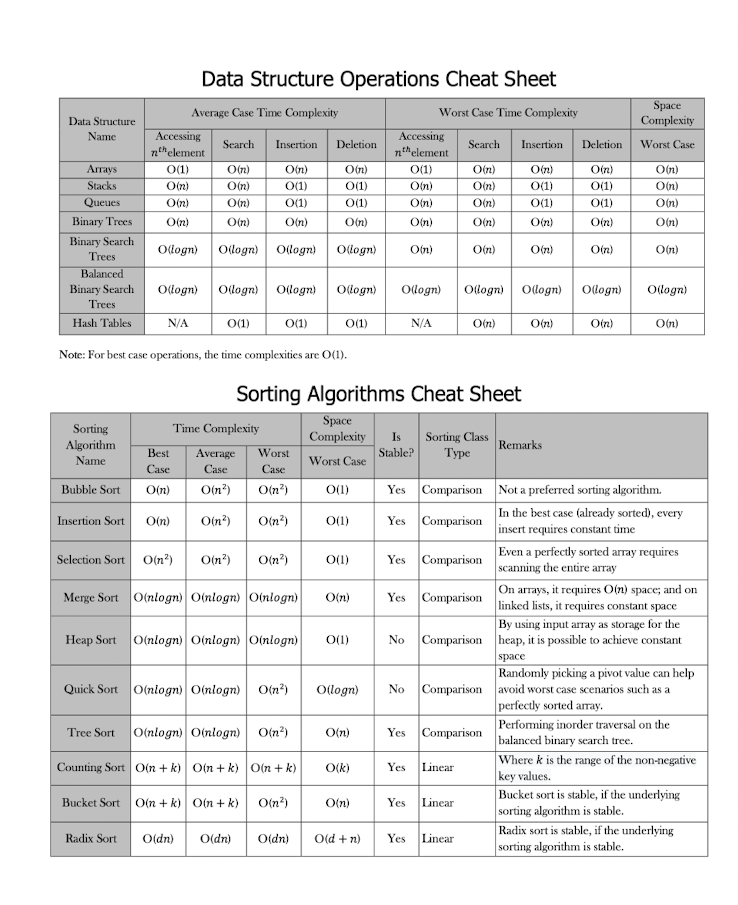 Data Structure Operations Cheat Sheet
Data Structure Name | Average Case Time Complexity | Worst Case Time Complexity | Space Complexity
Accessing nᵗʰ element | Search | Insertion | Deletion | Accessing nᵗʰ element | Search | Insertion | Deletion | Worst Case
Arrays | O(1) | O(n) | O(n) | O(n) | O(1) | O(n) | O(n) | O(n) | O(n)
Stacks | O(n) | O(n) | O(1) | O(1) | O(n) | O(n) | O(1) | O(1) | O(n)
Queues | O(n) | O(n) | O(1) | O(1) | O(n) | O(n) | O(1) | O(1) | O(n)
Binary Trees | O(n) | O(n) | O(n) | O(n) | O(n) | O(n) | O(n) | O(n) | O(n)
Binary Search Trees | O(logn) | O(logn) | O(logn) | O(logn) | O(n) | O(n) | O(n) | O(n) | O(n)
Balanced Binary Search Trees | O(logn) | O(logn) | O(logn) | O(logn) | O(logn) | O(logn) | O(logn) | O(logn) | O(logn)
Hash Tables | N/A | O(1) | O(1) | O(1) | N/A | O(n) | O(n) | O(n) | O(n)
Note: For best case operations, the time complexities are O(1).
Sorting Algorithms Cheat Sheet
Sorting Algorithm Name | Time Complexity | Space Complexity | Is Stable? | Sorting Class Type | Remarks
Best Case | Average Case | Worst Case | Worst Case
Bubble Sort | O(n) | O(n²) | O(n²) | O(1) | Yes | Comparison | Not a preferred sorting algorithm.
Insertion Sort | O(n) | O(n²) | O(n²) | O(1) | Yes | Comparison | In the best case (already sorted), every insert requires constant time
Selection Sort | O(n²) | O(n²) | O(n²) | O(1) | Yes | Comparison | Even a perfectly sorted array requires scanning the entire array
Merge Sort | O(nlogn) | O(nlogn) | O(nlogn) | O(n) | Yes | Comparison | On arrays, it requires O(n) space; and on linked lists, it requires constant space
Heap Sort | O(nlogn) | O(nlogn) | O(nlogn) | O(1) | No | Comparison | By using input array as storage for the heap, it is possible to achieve constant space
Quick Sort | O(nlogn) | O(nlogn) | O(n²) | O(logn) | No | Comparison | Randomly picking a pivot value can help avoid worst case scenarios such as a perfectly sorted array.
Tree Sort | O(nlogn) | O(nlogn) | O(n²) | O(n) | Yes | Comparison | Performing inorder traversal on the balanced binary search tree.
Counting Sort | O(n + k) | O(n + k) | O(n + k) | O(k) | Yes | Linear | Where k is the range of the non-negative key values.
Bucket Sort | O(n + k) | O(n + k) | O(n²) | O(n) | Yes | Linear | Bucket sort is stable, if the underlying sorting algorithm is stable.
Radix Sort | O(dn) | O(dn) | O(dn) | O(d + n) | Yes | Linear | Radix sort is stable, if the underlying sorting algorithm is stable.